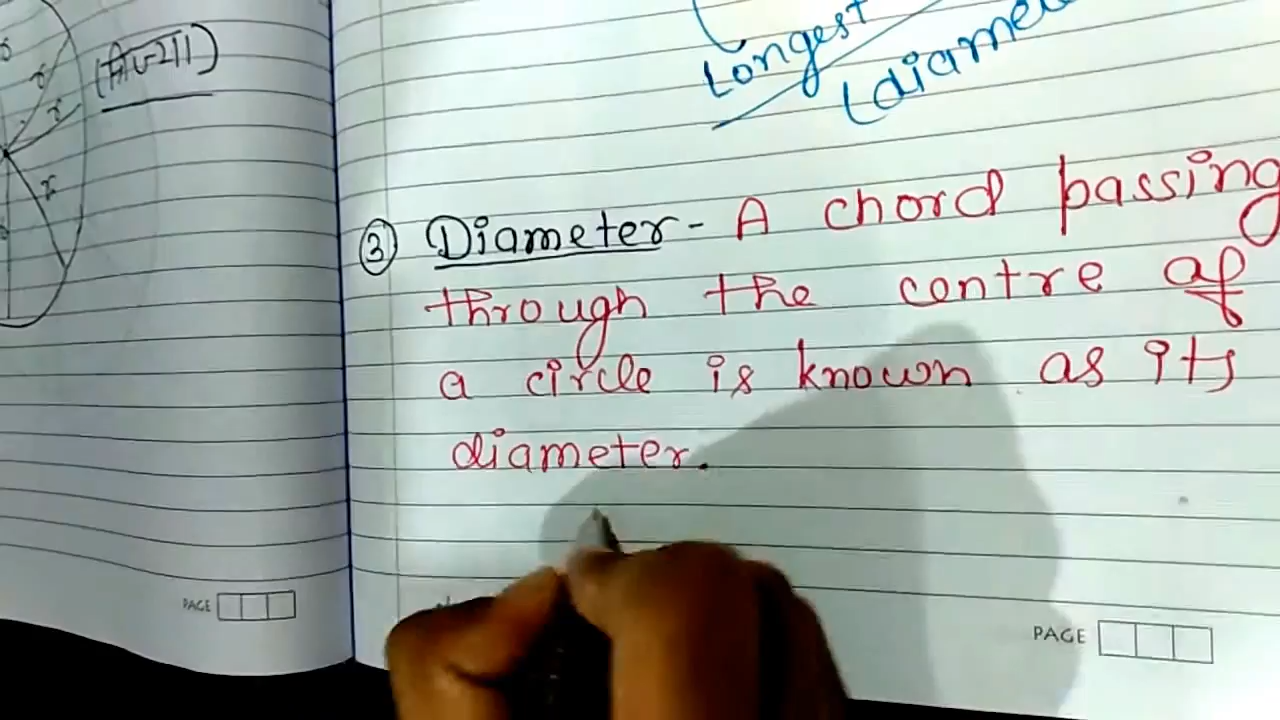 (त्रिज्या)
r
r
r
PAGE
Longest
(diame
③ Diameter - A chord passing
through the centre of
a circle is known as its
diameter.
PAGE